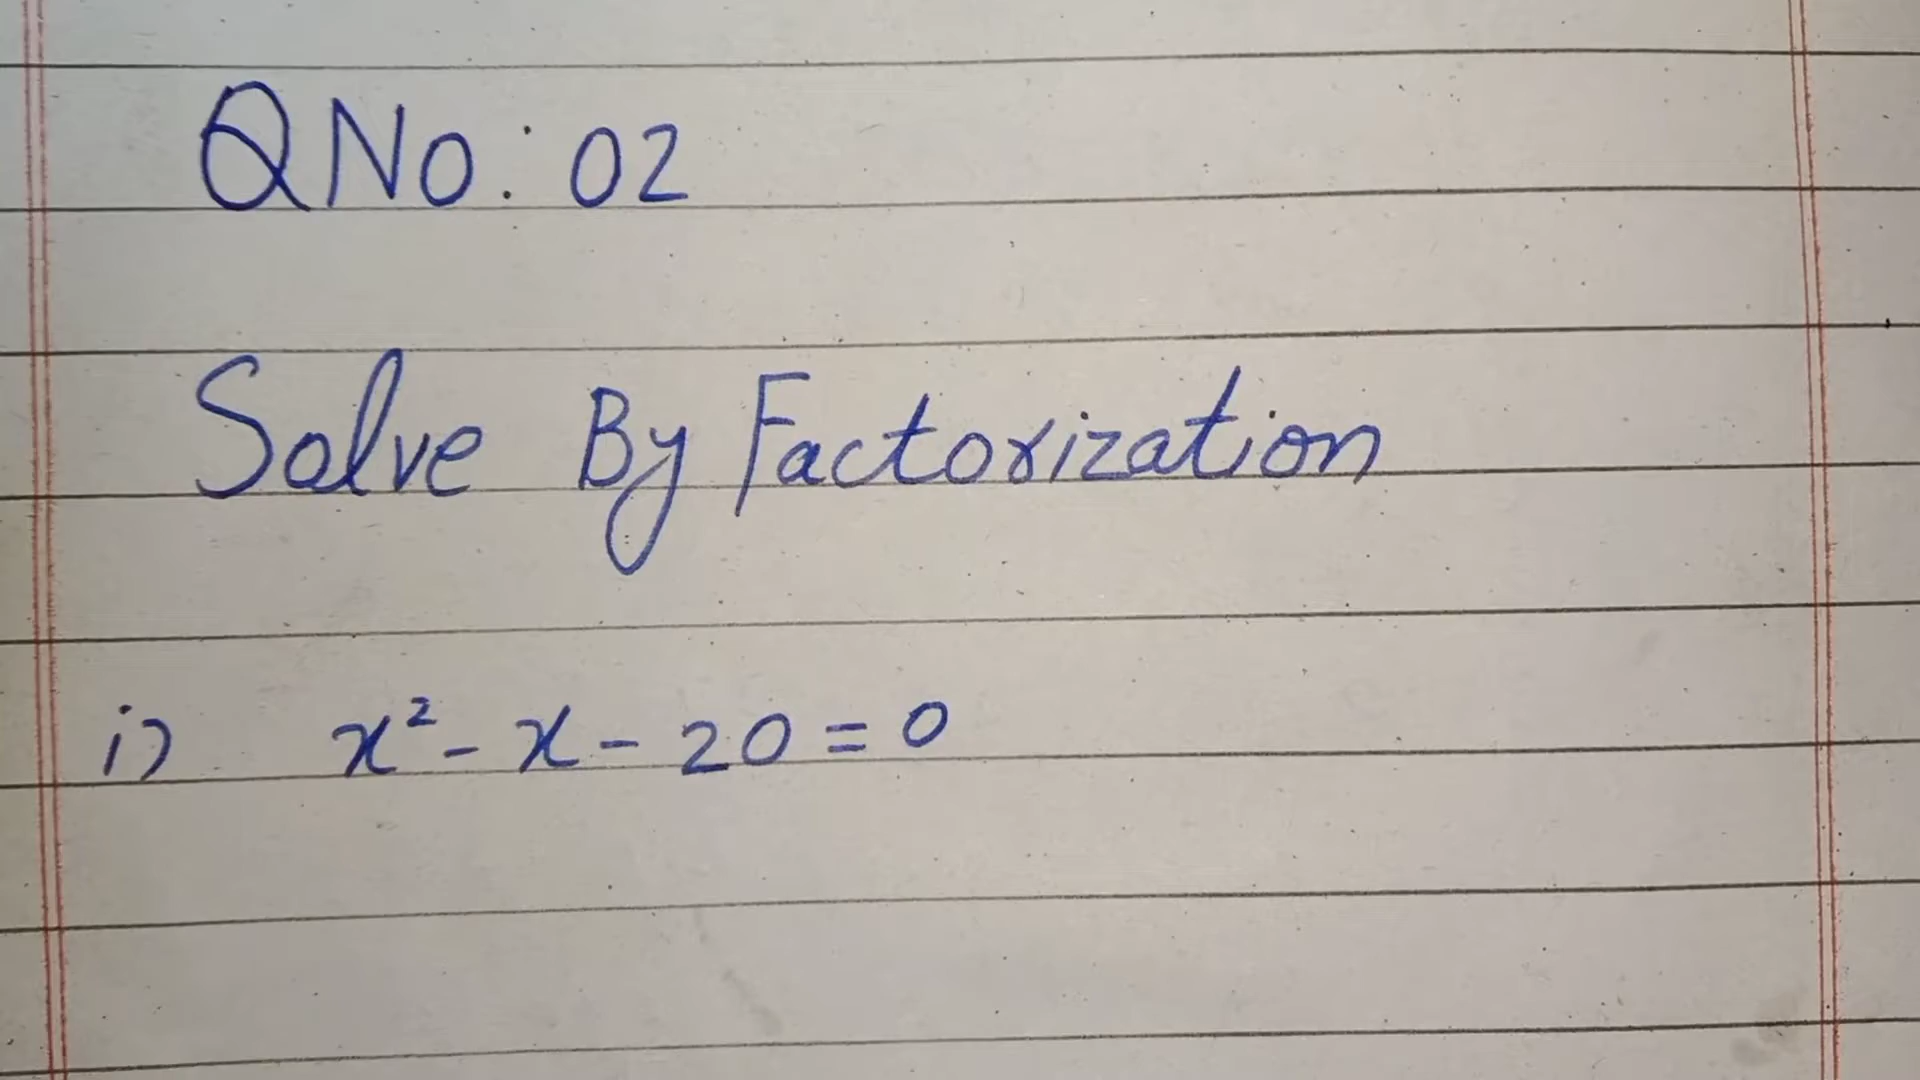 QNo: 02
Solve By Factorization
i) x² - x - 20 = 0